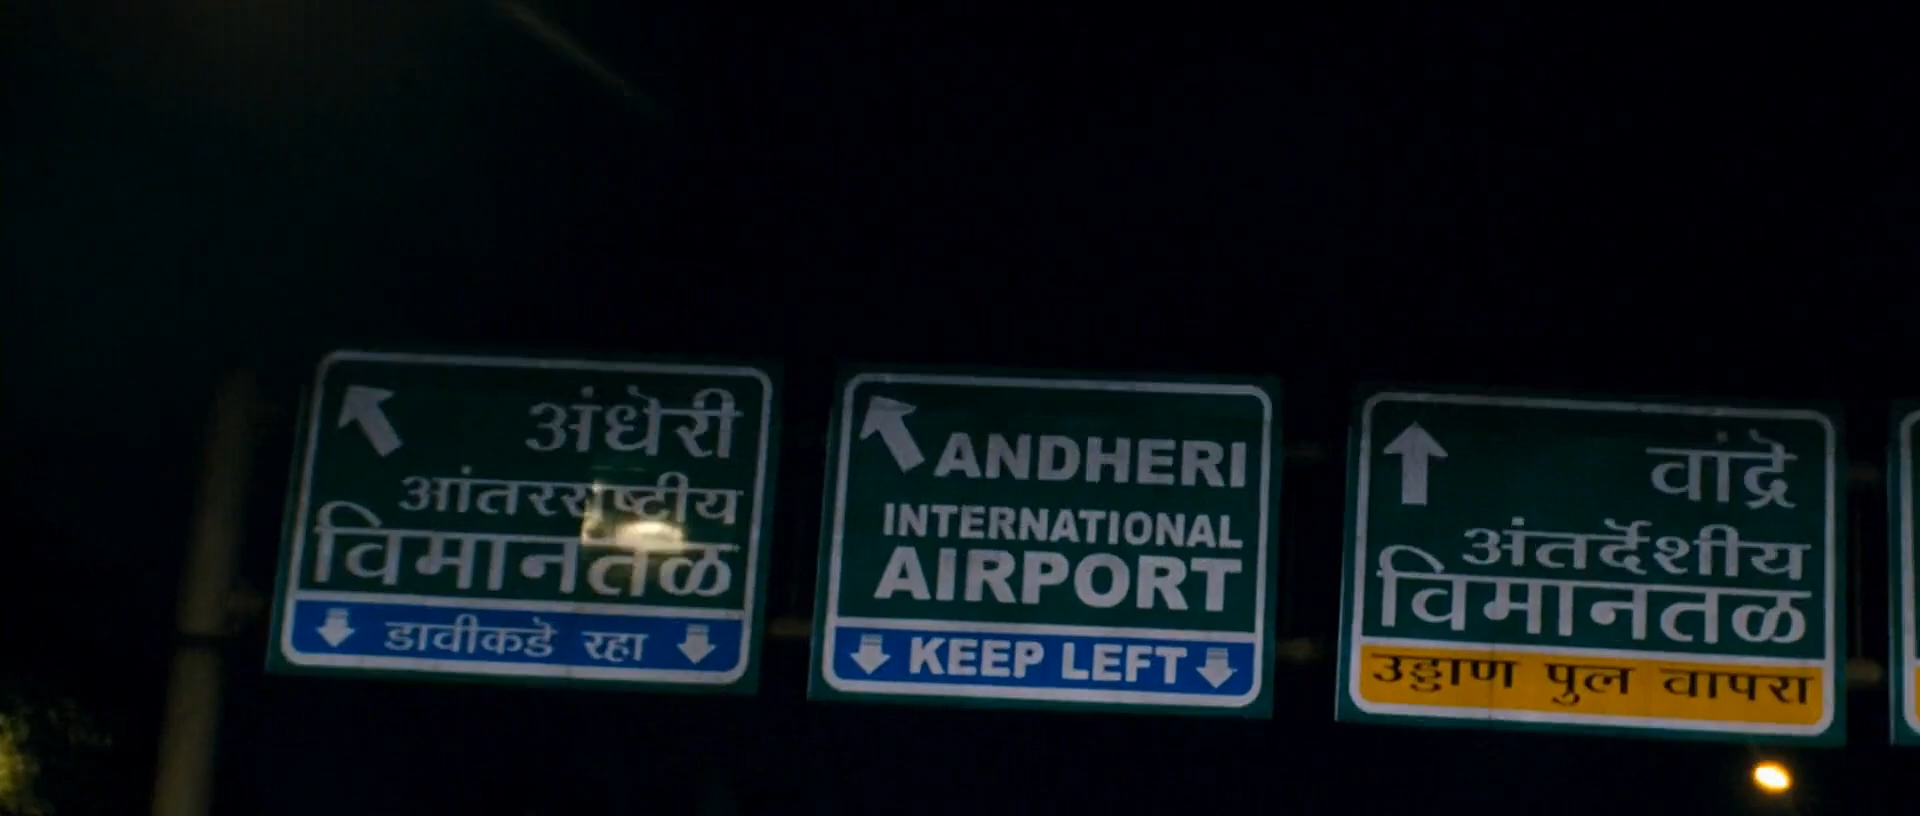 अंधेरी
आंतरराष्ट्रीय
विमानतळ
डावीकडे रहा
ANDHERI
INTERNATIONAL
AIRPORT
KEEP LEFT
वांद्रे
अंतर्देशीय
विमानतळ
उड्डाण पुल वापरा